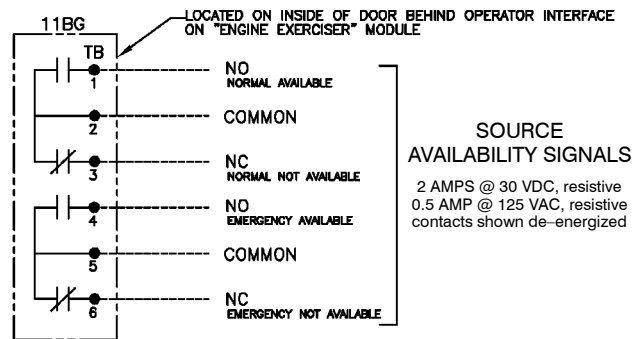 11BG
LOCATED ON INSIDE OF DOOR BEHIND OPERATOR INTERFACE
ON "ENGINE EXERCISER" MODULE
TB
1
NO
NORMAL AVAILABLE
2
COMMON
3
NC
NORMAL NOT AVAILABLE
4
NO
EMERGENCY AVAILABLE
5
COMMON
6
NC
EMERGENCY NOT AVAILABLE
SOURCE
AVAILABILITY SIGNALS
2 AMPS @ 30 VDC, resistive
0.5 AMP @ 125 VAC, resistive
contacts shown de–energized